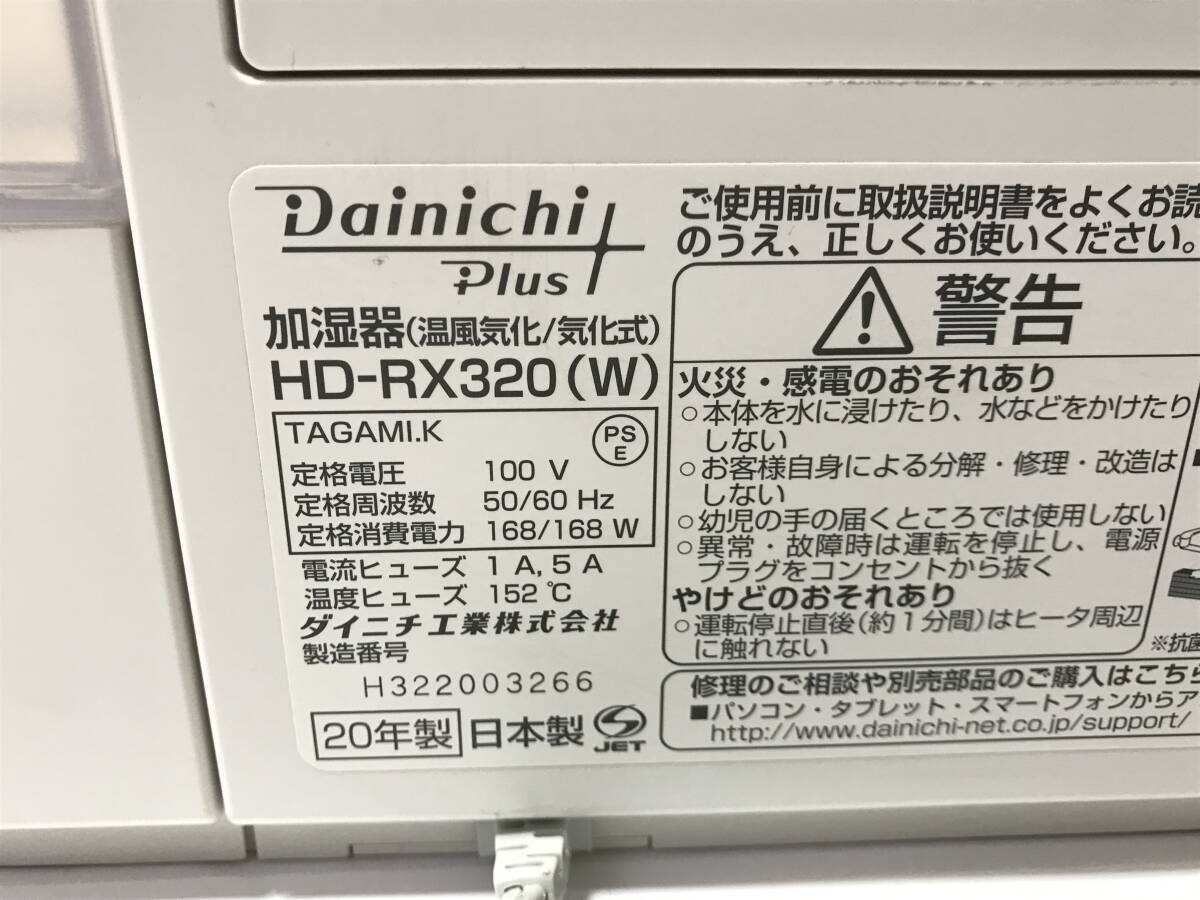 Dainichi
Plus
加湿器(温風気化/気化式)
HD-RX320(W)
TAGAMI.K
PS
E
定格電圧 100 V
定格周波数 50/60 Hz
定格消費電力 168/168 W
電流ヒューズ 1 A, 5 A
温度ヒューズ 152 ℃
ダイニチ工業株式会社
製造番号
H322003266
20年製 日本製 JET
ご使用前に取扱説明書をよくお読
のうえ、正しくお使いください。
警告
火災・感電のおそれあり
○本体を水に浸けたり、水などをかけたり
しない
○お客様自身による分解・修理・改造は
しない
○幼児の手の届くところでは使用しない
○異常・故障時は運転を停止し、電源
プラグをコンセントから抜く
やけどのおそれあり
○運転停止直後(約1分間)はヒータ周辺
に触れない
※抗菌
修理のご相談や別売部品のご購入はこちら
■パソコン・タブレット・スマートフォンからア
http://www.dainichi-net.co.jp/support/